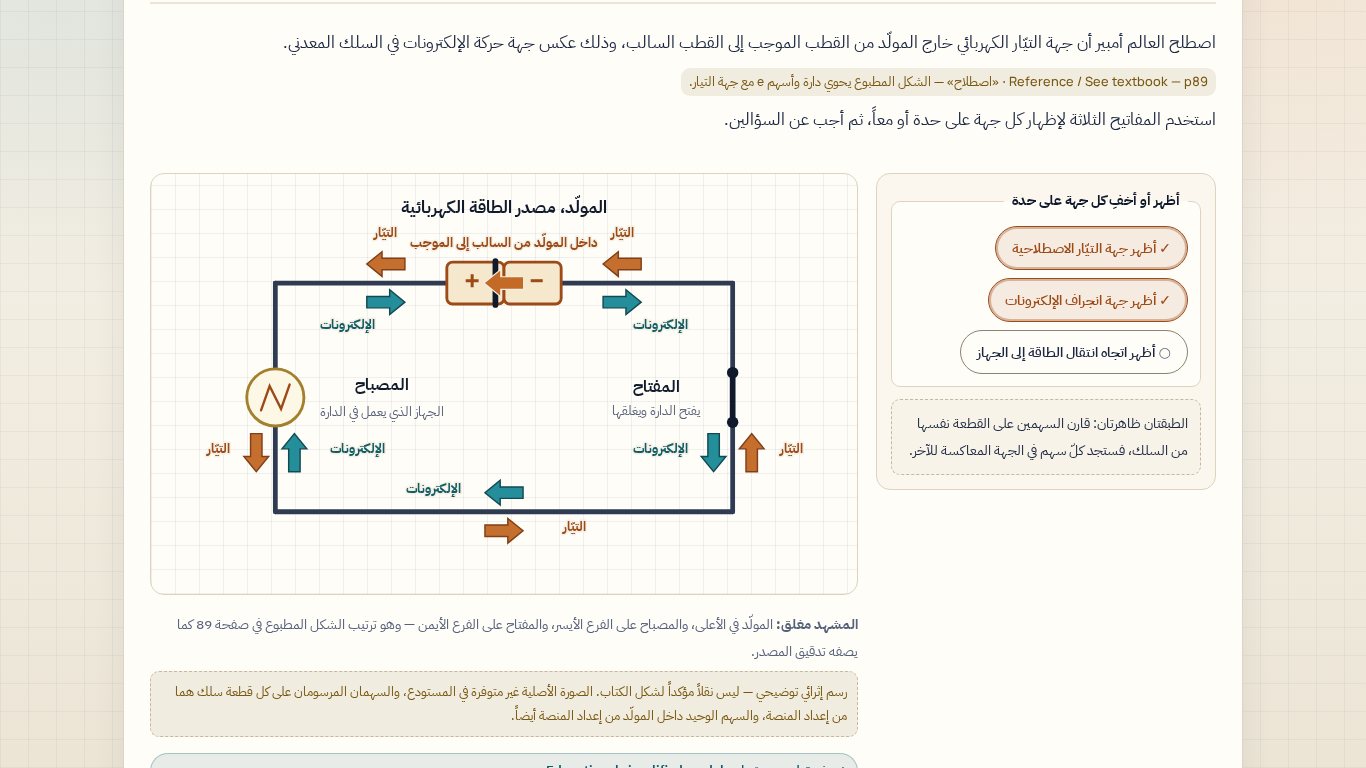 اصطلح العالم أمبير أن جهة التيّار الكهربائي خارج المولّد من القطب الموجب إلى القطب السالب، وذلك عكس جهة حركة الإلكترونات في السلك المعدني.
Reference / See textbook — p89 · «اصطلاح» — الشكل المطبوع يحوي دارة وأسهم e مع جهة التيار.
استخدم المفاتيح الثلاثة لإظهار كل جهة على حدة أو معاً، ثم أجب عن السؤالين.
أظهر أو أخفِ كل جهة على حدة
✓ أظهر جهة التيّار الاصطلاحية
✓ أظهر جهة انجراف الإلكترونات
○ أظهر اتجاه انتقال الطاقة إلى الجهاز
الطبقتان ظاهرتان: قارن السهمين على القطعة نفسها
من السلك، فستجد كلّ سهم في الجهة المعاكسة للآخر.
المولّد، مصدر الطاقة الكهربائية
التيّار
داخل المولّد من السالب إلى الموجب
التيّار
−
+
الإلكترونات
الإلكترونات
المفتاح
يفتح الدارة ويغلقها
المصباح
الجهاز الذي يعمل في الدارة
التيّار
الإلكترونات
الإلكترونات
التيّار
الإلكترونات
التيّار
المشهد مغلق: المولّد في الأعلى، والمصباح على الفرع الأيسر، والمفتاح على الفرع الأيمن — وهو ترتيب الشكل المطبوع في صفحة 89 كما
يصفه تدقيق المصدر.
رسم إثرائي توضيحي — ليس نقلاً مؤكداً لشكل الكتاب. الصورة الأصلية غير متوفرة في المستودع، والسهمان المرسومان على كل قطعة سلك هما
من إعداد المنصة، والسهم الوحيد داخل المولّد من إعداد المنصة أيضاً.